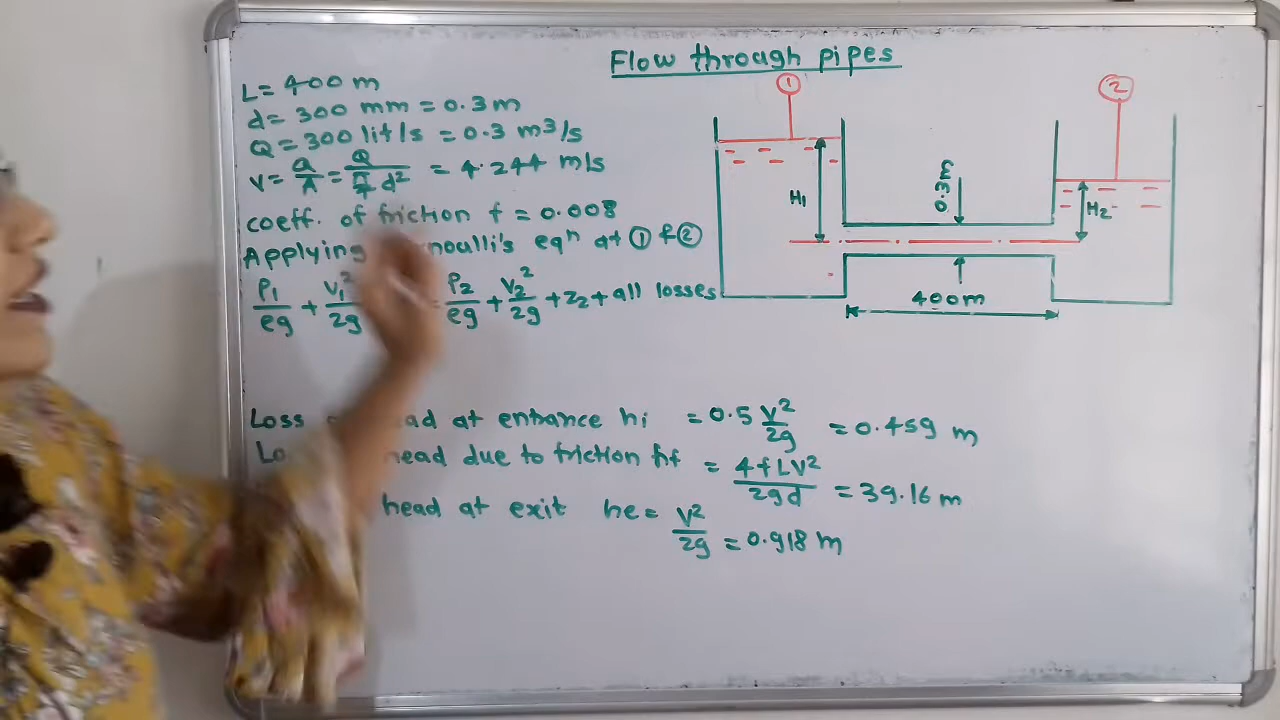 Flow through pipes
L = 400 m
d = 300 mm = 0.3 m
Q = 300 lit/s = 0.3 m³/s
V = Q/A = Q/(π/4 d²) = 4.244 m/s
coeff. of friction f = 0.008
Applying noulli's eqⁿ at ① & ②
P₁/ρg + V₁²/2g = P₂/ρg + V₂²/2g + Z₂ + all losses
Loss ad at entrance hi = 0.5 V²/2g = 0.459 m
Lo head due to friction hf = 4fLV²/2gd = 39.16 m
head at exit he = V²/2g = 0.918 m
①
②
H₁
0.3m
H₂
400m